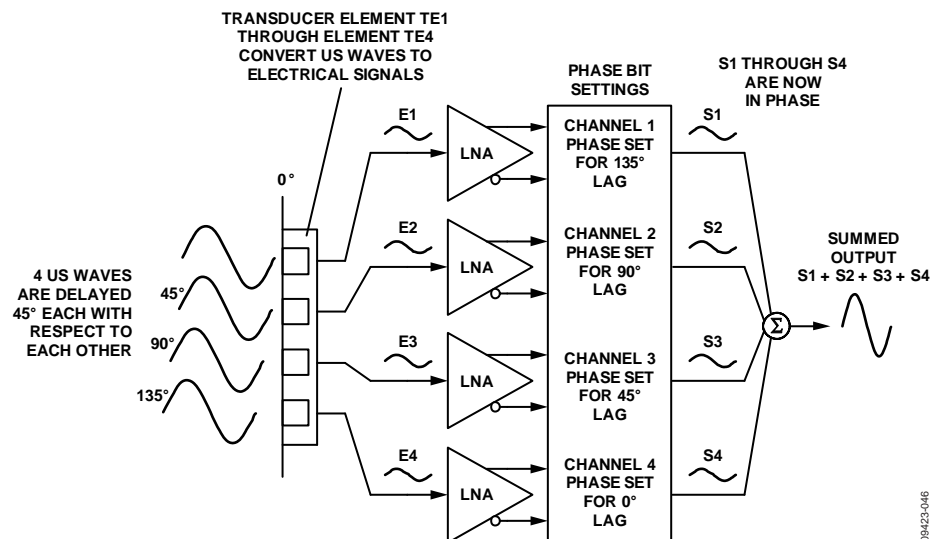 TRANSDUCER ELEMENT TE1
THROUGH ELEMENT TE4
CONVERT US WAVES TO
ELECTRICAL SIGNALS
PHASE BIT
SETTINGS
S1 THROUGH S4
ARE NOW
IN PHASE
0°
4 US WAVES
ARE DELAYED
45° EACH WITH
RESPECT TO
EACH OTHER
45°
90°
135°
E1
LNA
CHANNEL 1
PHASE SET
FOR 135°
LAG
S1
E2
LNA
CHANNEL 2
PHASE SET
FOR 90°
LAG
S2
E3
LNA
CHANNEL 3
PHASE SET
FOR 45°
LAG
S3
E4
LNA
CHANNEL 4
PHASE SET
FOR 0°
LAG
S4
Σ
SUMMED
OUTPUT
S1 + S2 + S3 + S4
09423-046